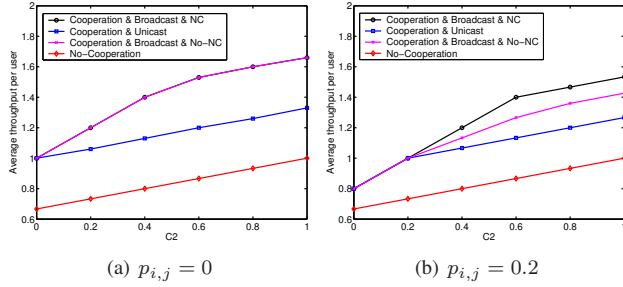 Average throughput per user
1.8
1.6
1.4
1.2
1
0.8
0.6
Cooperation & Broadcast & NC
Cooperation & Unicast
Cooperation & Broadcast & No−NC
No−Cooperation
0 0.2 0.4 0.6 0.8 1
C2
(a) p_{i,j} = 0
Average throughput per user
1.8
1.6
1.4
1.2
1
0.8
0.6
Cooperation & Broadcast & NC
Cooperation & Unicast
Cooperation & Broadcast & No−NC
No−Cooperation
0 0.2 0.4 0.6 0.8 1
C2
(b) p_{i,j} = 0.2